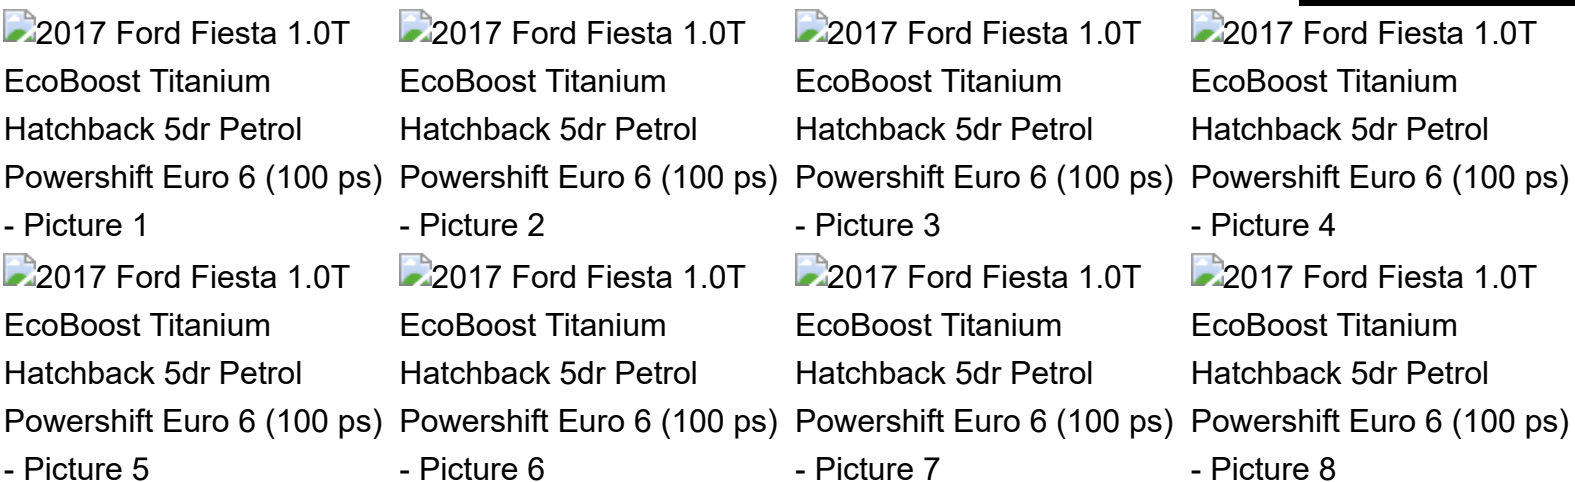 2017 Ford Fiesta 1.0T
EcoBoost Titanium
Hatchback 5dr Petrol
Powershift Euro 6 (100 ps)
- Picture 1
2017 Ford Fiesta 1.0T
EcoBoost Titanium
Hatchback 5dr Petrol
Powershift Euro 6 (100 ps)
- Picture 2
2017 Ford Fiesta 1.0T
EcoBoost Titanium
Hatchback 5dr Petrol
Powershift Euro 6 (100 ps)
- Picture 3
2017 Ford Fiesta 1.0T
EcoBoost Titanium
Hatchback 5dr Petrol
Powershift Euro 6 (100 ps)
- Picture 4
2017 Ford Fiesta 1.0T
EcoBoost Titanium
Hatchback 5dr Petrol
Powershift Euro 6 (100 ps)
- Picture 5
2017 Ford Fiesta 1.0T
EcoBoost Titanium
Hatchback 5dr Petrol
Powershift Euro 6 (100 ps)
- Picture 6
2017 Ford Fiesta 1.0T
EcoBoost Titanium
Hatchback 5dr Petrol
Powershift Euro 6 (100 ps)
- Picture 7
2017 Ford Fiesta 1.0T
EcoBoost Titanium
Hatchback 5dr Petrol
Powershift Euro 6 (100 ps)
- Picture 8